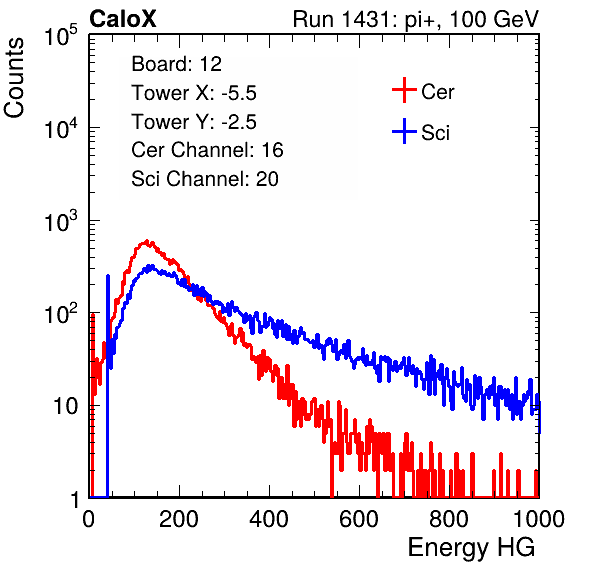 CaloX Run 1431: pi+, 100 GeV
Counts
Board: 12
Tower X: -5.5
Tower Y: -2.5
Cer Channel: 16
Sci Channel: 20
Cer
Sci
10^5
10^4
10^3
10^2
10
1
0 200 400 600 800 1000
Energy HG